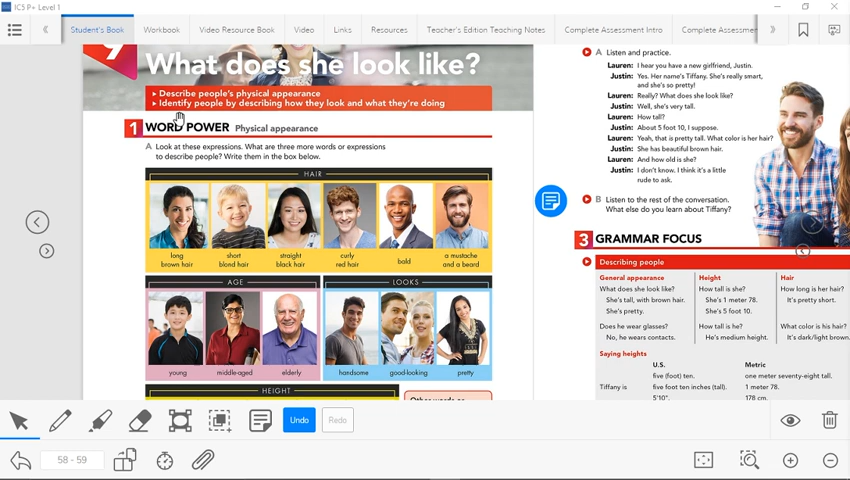 IC5 P+ Level 1
Student's Book
Workbook
Video Resource Book
Video
Links
Resources
Teacher's Edition Teaching Notes
Complete Assessment Intro
Complete Assessmen
What does she look like?
▸ Describe people's physical appearance
▸ Identify people by describing how they look and what they're doing
1 WORD POWER Physical appearance
A Look at these expressions. What are three more words or expressions
to describe people? Write them in the box below.
HAIR
long
brown hair
short
blond hair
straight
black hair
curly
red hair
bald
a mustache
and a beard
AGE
young
middle-aged
elderly
LOOKS
handsome
good-looking
pretty
HEIGHT
A Listen and practice.
Lauren: I hear you have a new girlfriend, Justin.
Justin: Yes. Her name's Tiffany. She's really smart,
and she's so pretty!
Lauren: Really? What does she look like?
Justin: Well, she's very tall.
Lauren: How tall?
Justin: About 5 foot 10, I suppose.
Lauren: Yeah, that is pretty tall. What color is her hair?
Justin: She has beautiful brown hair.
Lauren: And how old is she?
Justin: I don't know. I think it's a little
rude to ask.
B Listen to the rest of the conversation.
What else do you learn about Tiffany?
3 GRAMMAR FOCUS
Describing people
General appearance
What does she look like?
She's tall, with brown hair.
She's pretty.
Does he wear glasses?
No, he wears contacts.
Height
How tall is she?
She's 1 meter 78.
She's 5 foot 10.
How tall is he?
He's medium height.
Hair
How long is her hair?
It's pretty short.
What color is his hair?
It's dark/light brown.
Saying heights
U.S.
Metric
five (foot) ten.
one meter seventy-eight tall.
Tiffany is
five foot ten inches (tall).
1 meter 78.
5'10".
178 cm.
Undo
Redo
58 - 59